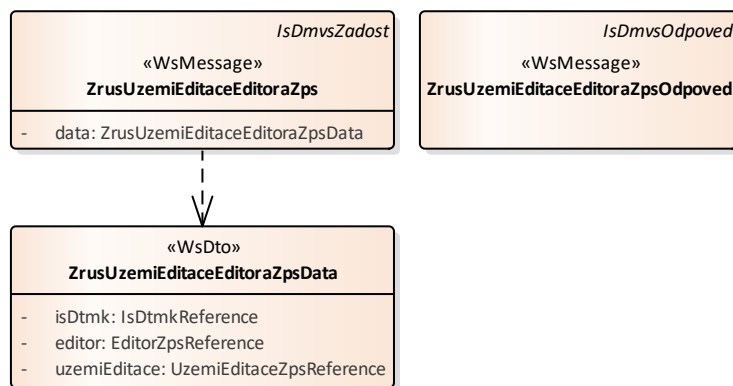 IsDmvsZadost
«WsMessage»
ZrusUzemiEditaceEditoraZps
- data: ZrusUzemiEditaceEditoraZpsData
IsDmvsOdpoved
«WsMessage»
ZrusUzemiEditaceEditoraZpsOdpoved
«WsDto»
ZrusUzemiEditaceEditoraZpsData
- isDtmk: IsDtmkReference
- editor: EditorZpsReference
- uzemiEditace: UzemiEditaceZpsReference